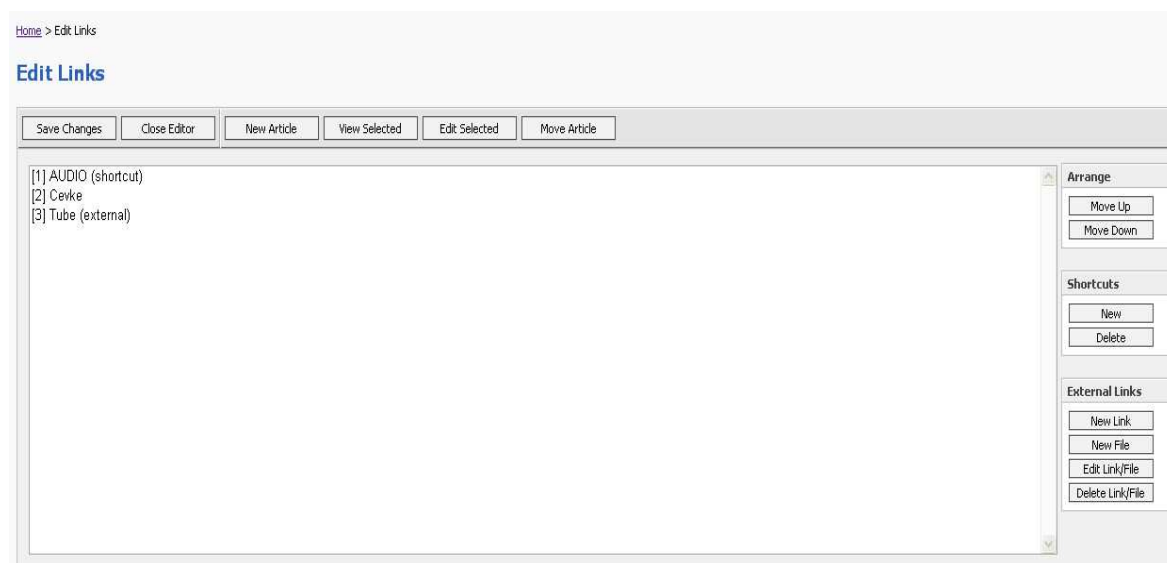 Home > Edit Links
Edit Links
Save Changes Close Editor New Article View Selected Edit Selected Move Article
[1] AUDIO (shortcut)
[2] Cevke
[3] Tube (external)
Arrange
Move Up
Move Down
Shortcuts
New
Delete
External Links
New Link
New File
Edit Link/File
Delete Link/File